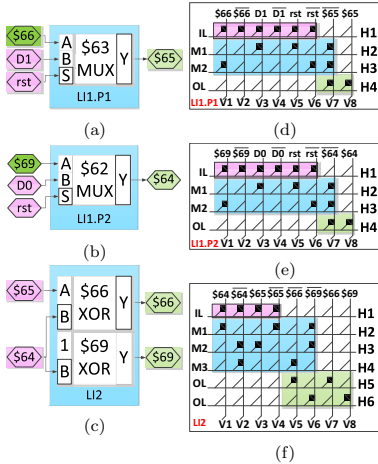 $66
D1
rst
A
B
S
$63
MUX
Y
LI1.P1
$65
(a)
$66 $66 D1 D1 rst rst $65 $65
IL H1
M1 H2
M2 H3
OL H4
LI1.P1 V1 V2 V3 V4 V5 V6 V7 V8
(d)
$69
D0
rst
A
B
S
$62
MUX
Y
LI1.P2
$64
(b)
$69 $69 D0 D0 rst rst $64 $64
IL H1
M1 H2
M2 H3
OL H4
LI1.P2 V1 V2 V3 V4 V5 V6 V7 V8
(e)
$65
$64
A
B
$66
XOR
Y
1
B
$69
XOR
Y
LI2
$66
$69
(c)
$64 $64 $65 $65 $66 $69 $66 $69
IL H1
M1 H2
M2 H3
M3 H4
OL H5
OL H6
LI2 V1 V2 V3 V4 V5 V6 V7 V8
(f)